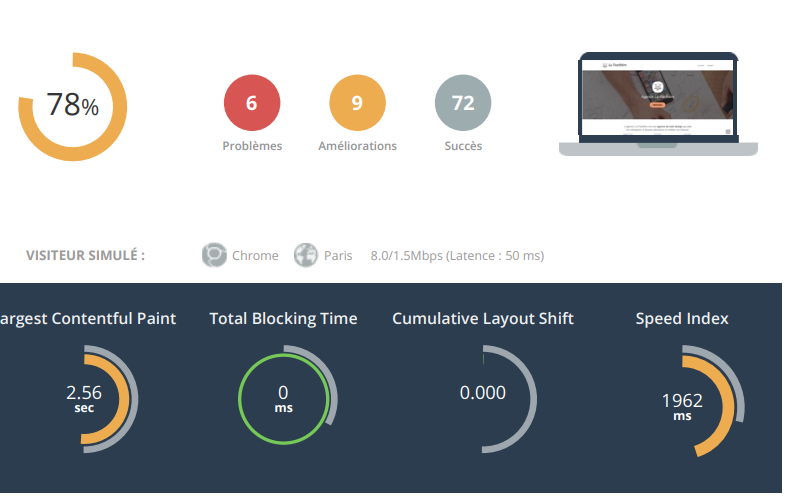 78%
6
9
72
Problèmes
Améliorations
Succès
VISITEUR SIMULÉ :
Chrome
Paris
8.0/1.5Mbps (Latence : 50 ms)
argest Contentful Paint
Total Blocking Time
Cumulative Layout Shift
Speed Index
2.56
sec
0
ms
0.000
1962
ms